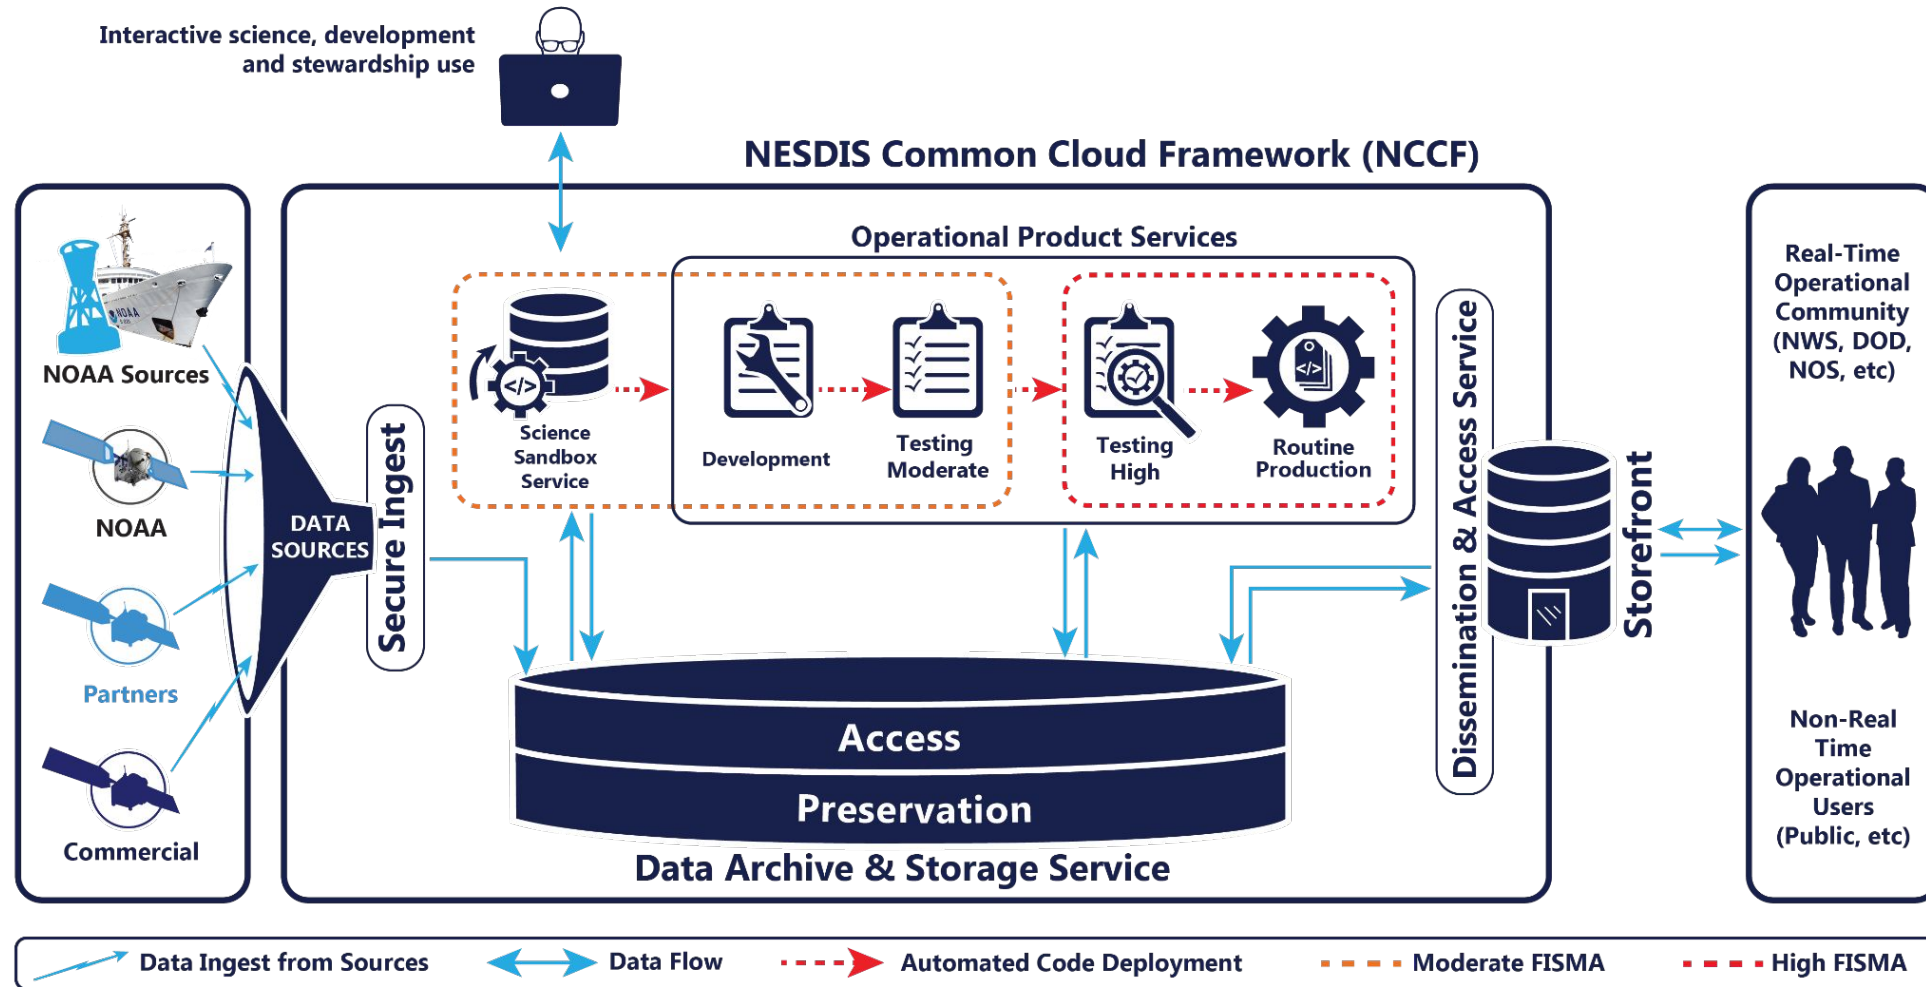 Interactive science, development
and stewardship use
NESDIS Common Cloud Framework (NCCF)
NOAA
NOAA Sources
NOAA
Partners
Commercial
DATA
SOURCES
Secure Ingest
Operational Product Services
</>
Science
Sandbox
Service
Development
Testing
Moderate
Testing
High
</>
Routine
Production
Access
Preservation
Data Archive & Storage Service
Dissemination & Access Service
Storefront
Real-Time
Operational
Community
(NWS, DOD,
NOS, etc)
Non-Real
Time
Operational
Users
(Public, etc)
Data Ingest from Sources
Data Flow
Automated Code Deployment
Moderate FISMA
High FISMA